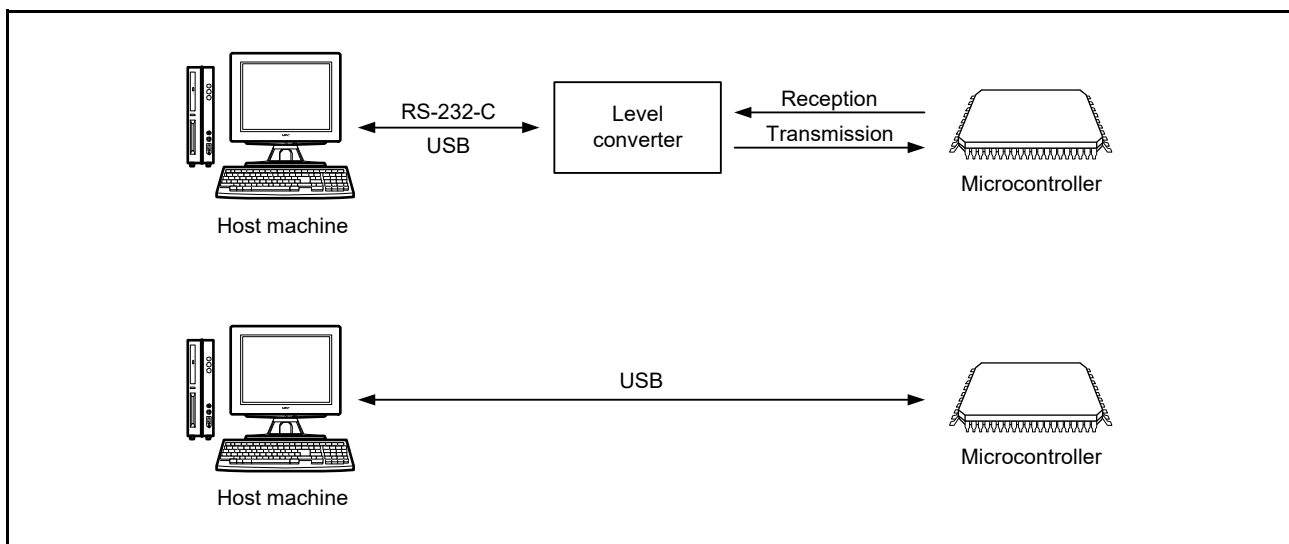 RS-232-C
USB
Level
converter
Reception
Transmission
Microcontroller
Host machine
USB
Microcontroller
Host machine